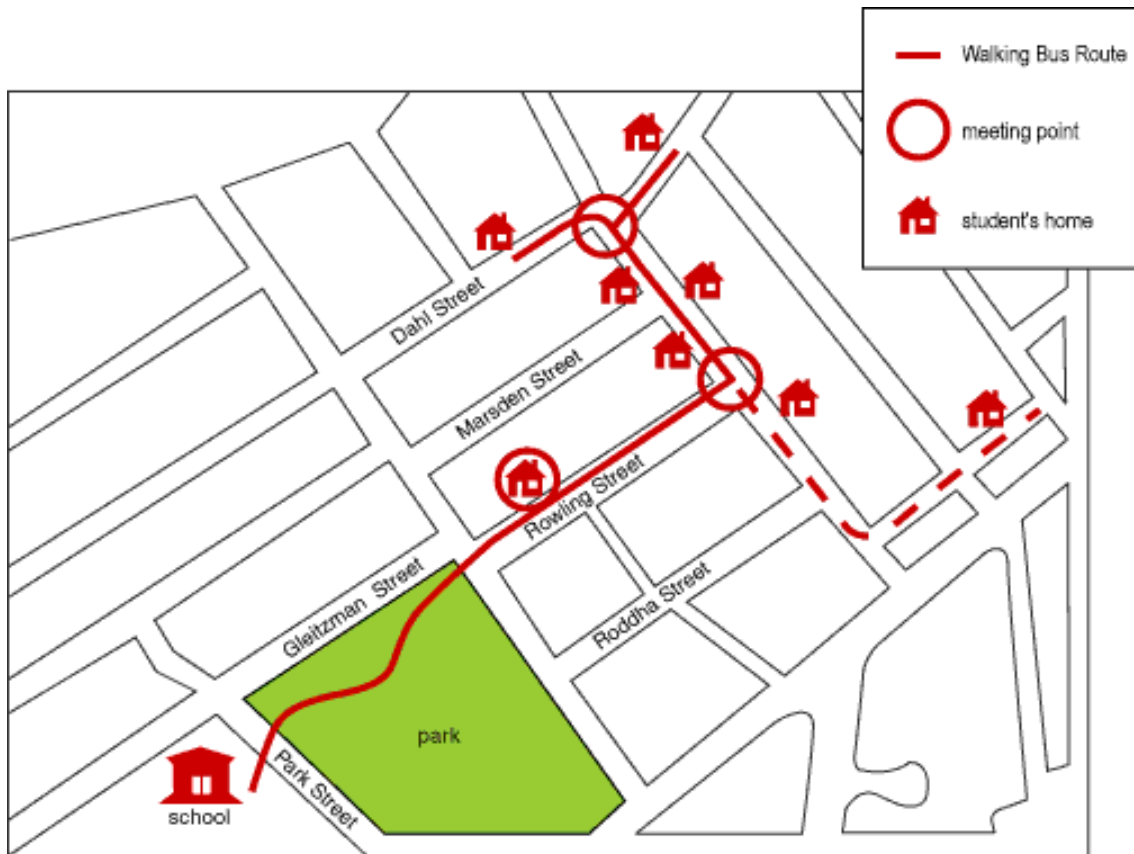 Walking Bus Route
meeting point
student's home
Dahl Street
Marsden Street
Rowling Street
Gleitzman Street
Roddha Street
park
Park Street
school